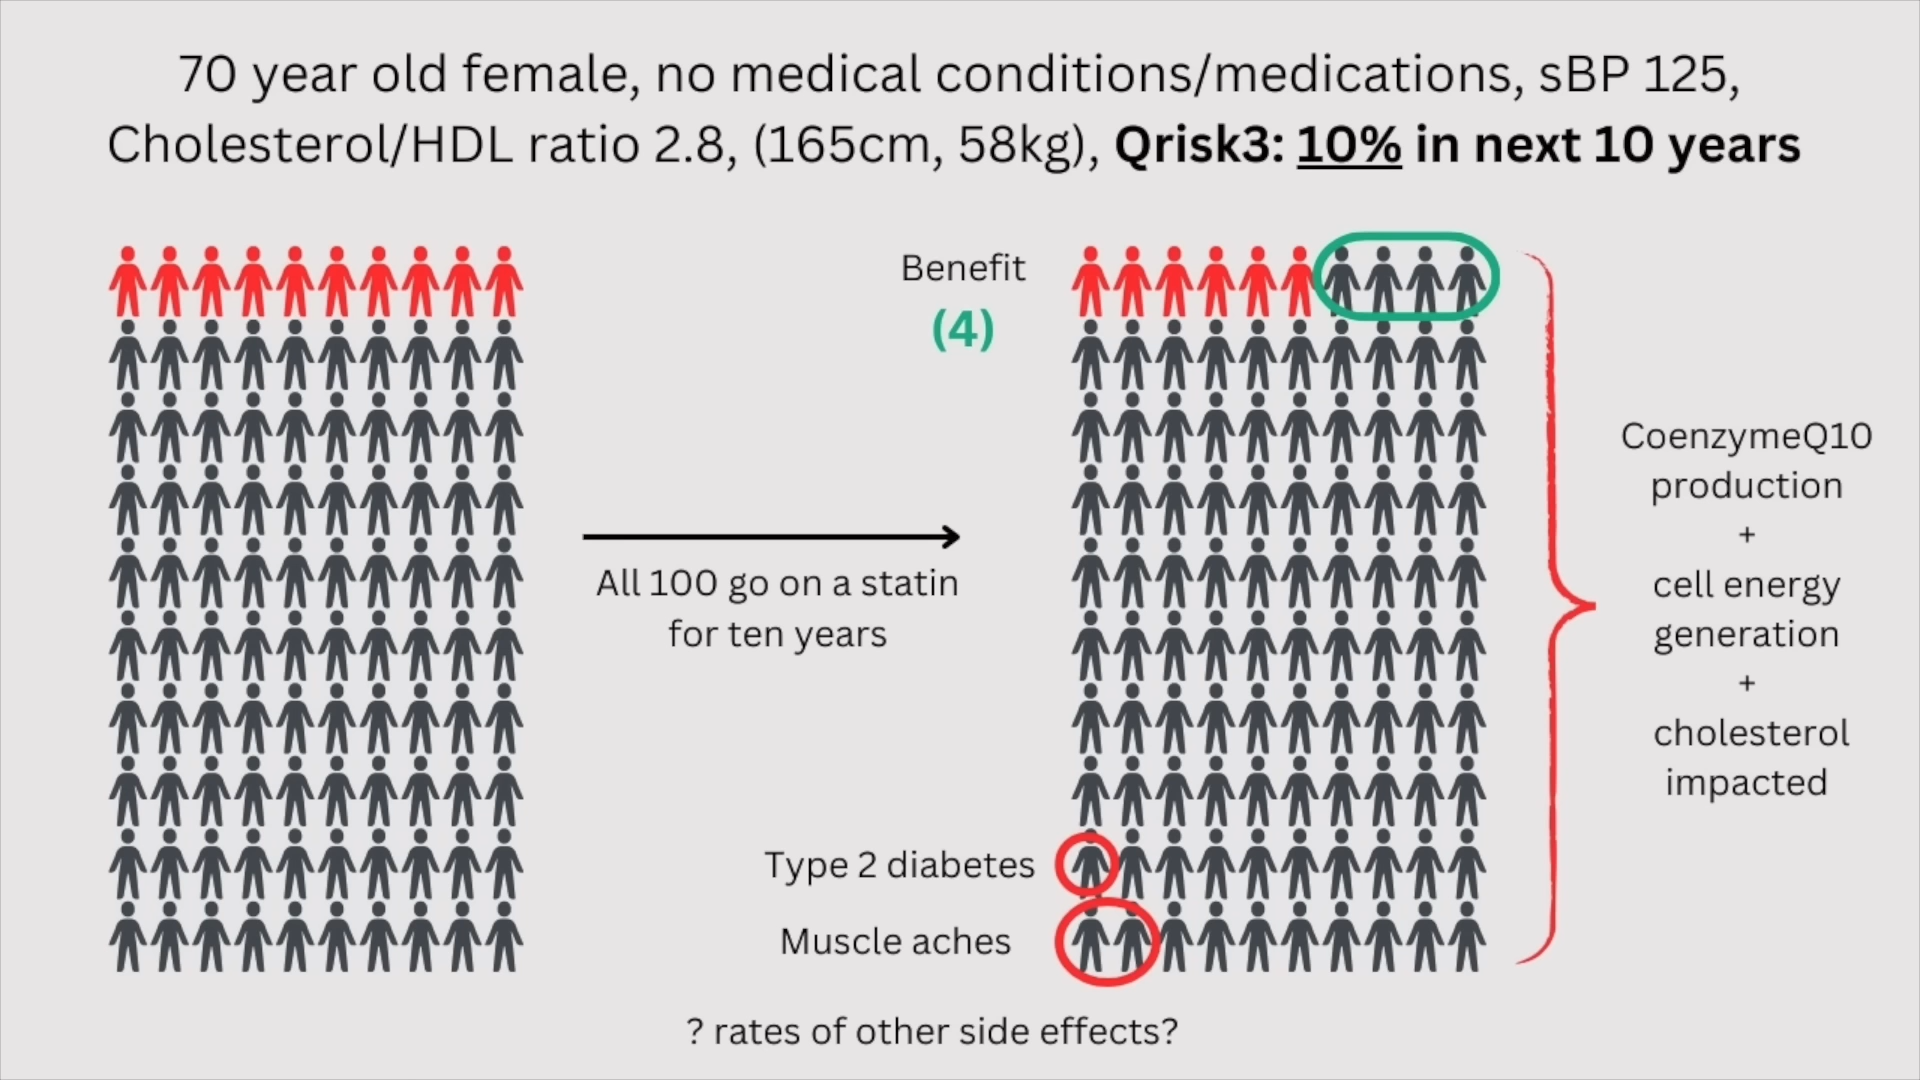 70 year old female, no medical conditions/medications, sBP 125,
Cholesterol/HDL ratio 2.8, (165cm, 58kg), Qrisk3: 10% in next 10 years
Benefit
(4)
All 100 go on a statin
for ten years
CoenzymeQ10
production
+
cell energy
generation
+
cholesterol
impacted
Type 2 diabetes
Muscle aches
? rates of other side effects?